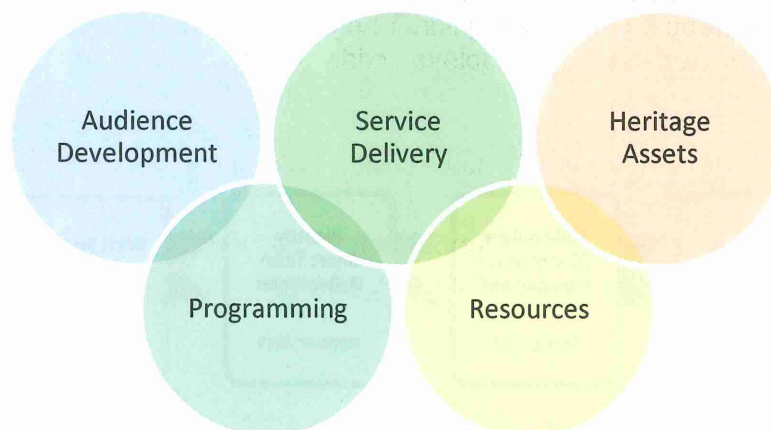 Audience
Development
Service
Delivery
Heritage
Assets
Programming
Resources